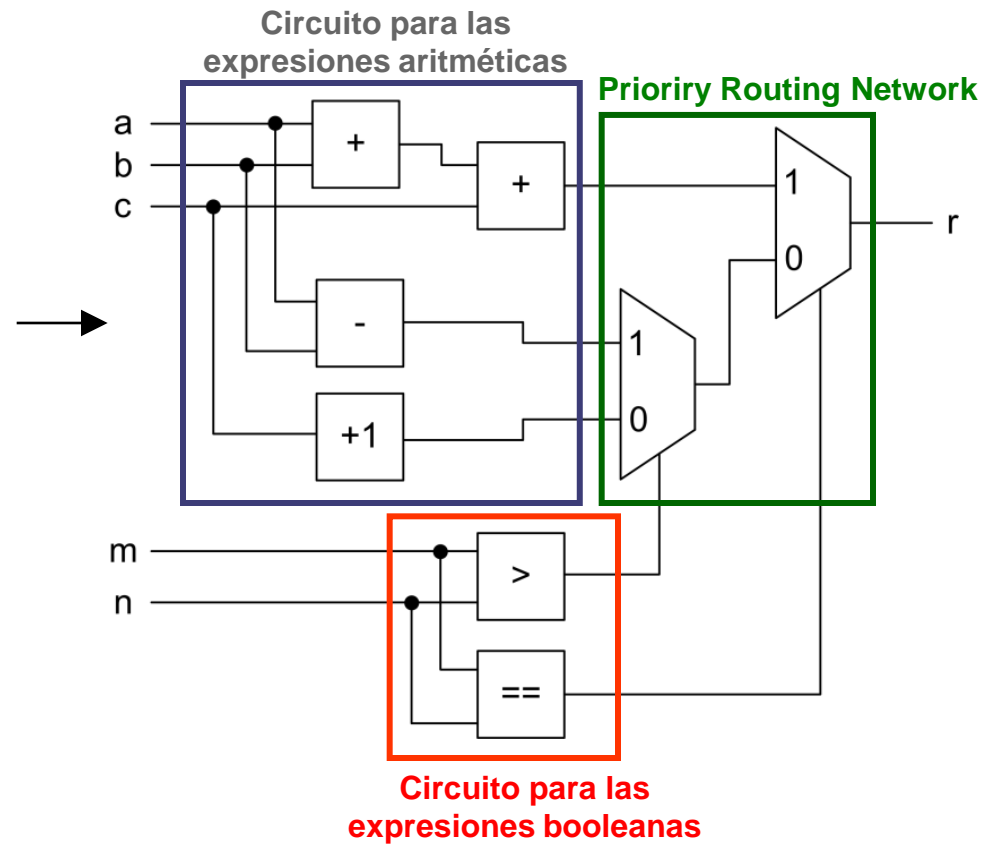 Circuito para las
expresiones aritméticas
Prioriry Routing Network
a
b
c
+
+
-
+1
1
0
1
0
r
m
n
>
==
Circuito para las
expresiones booleanas